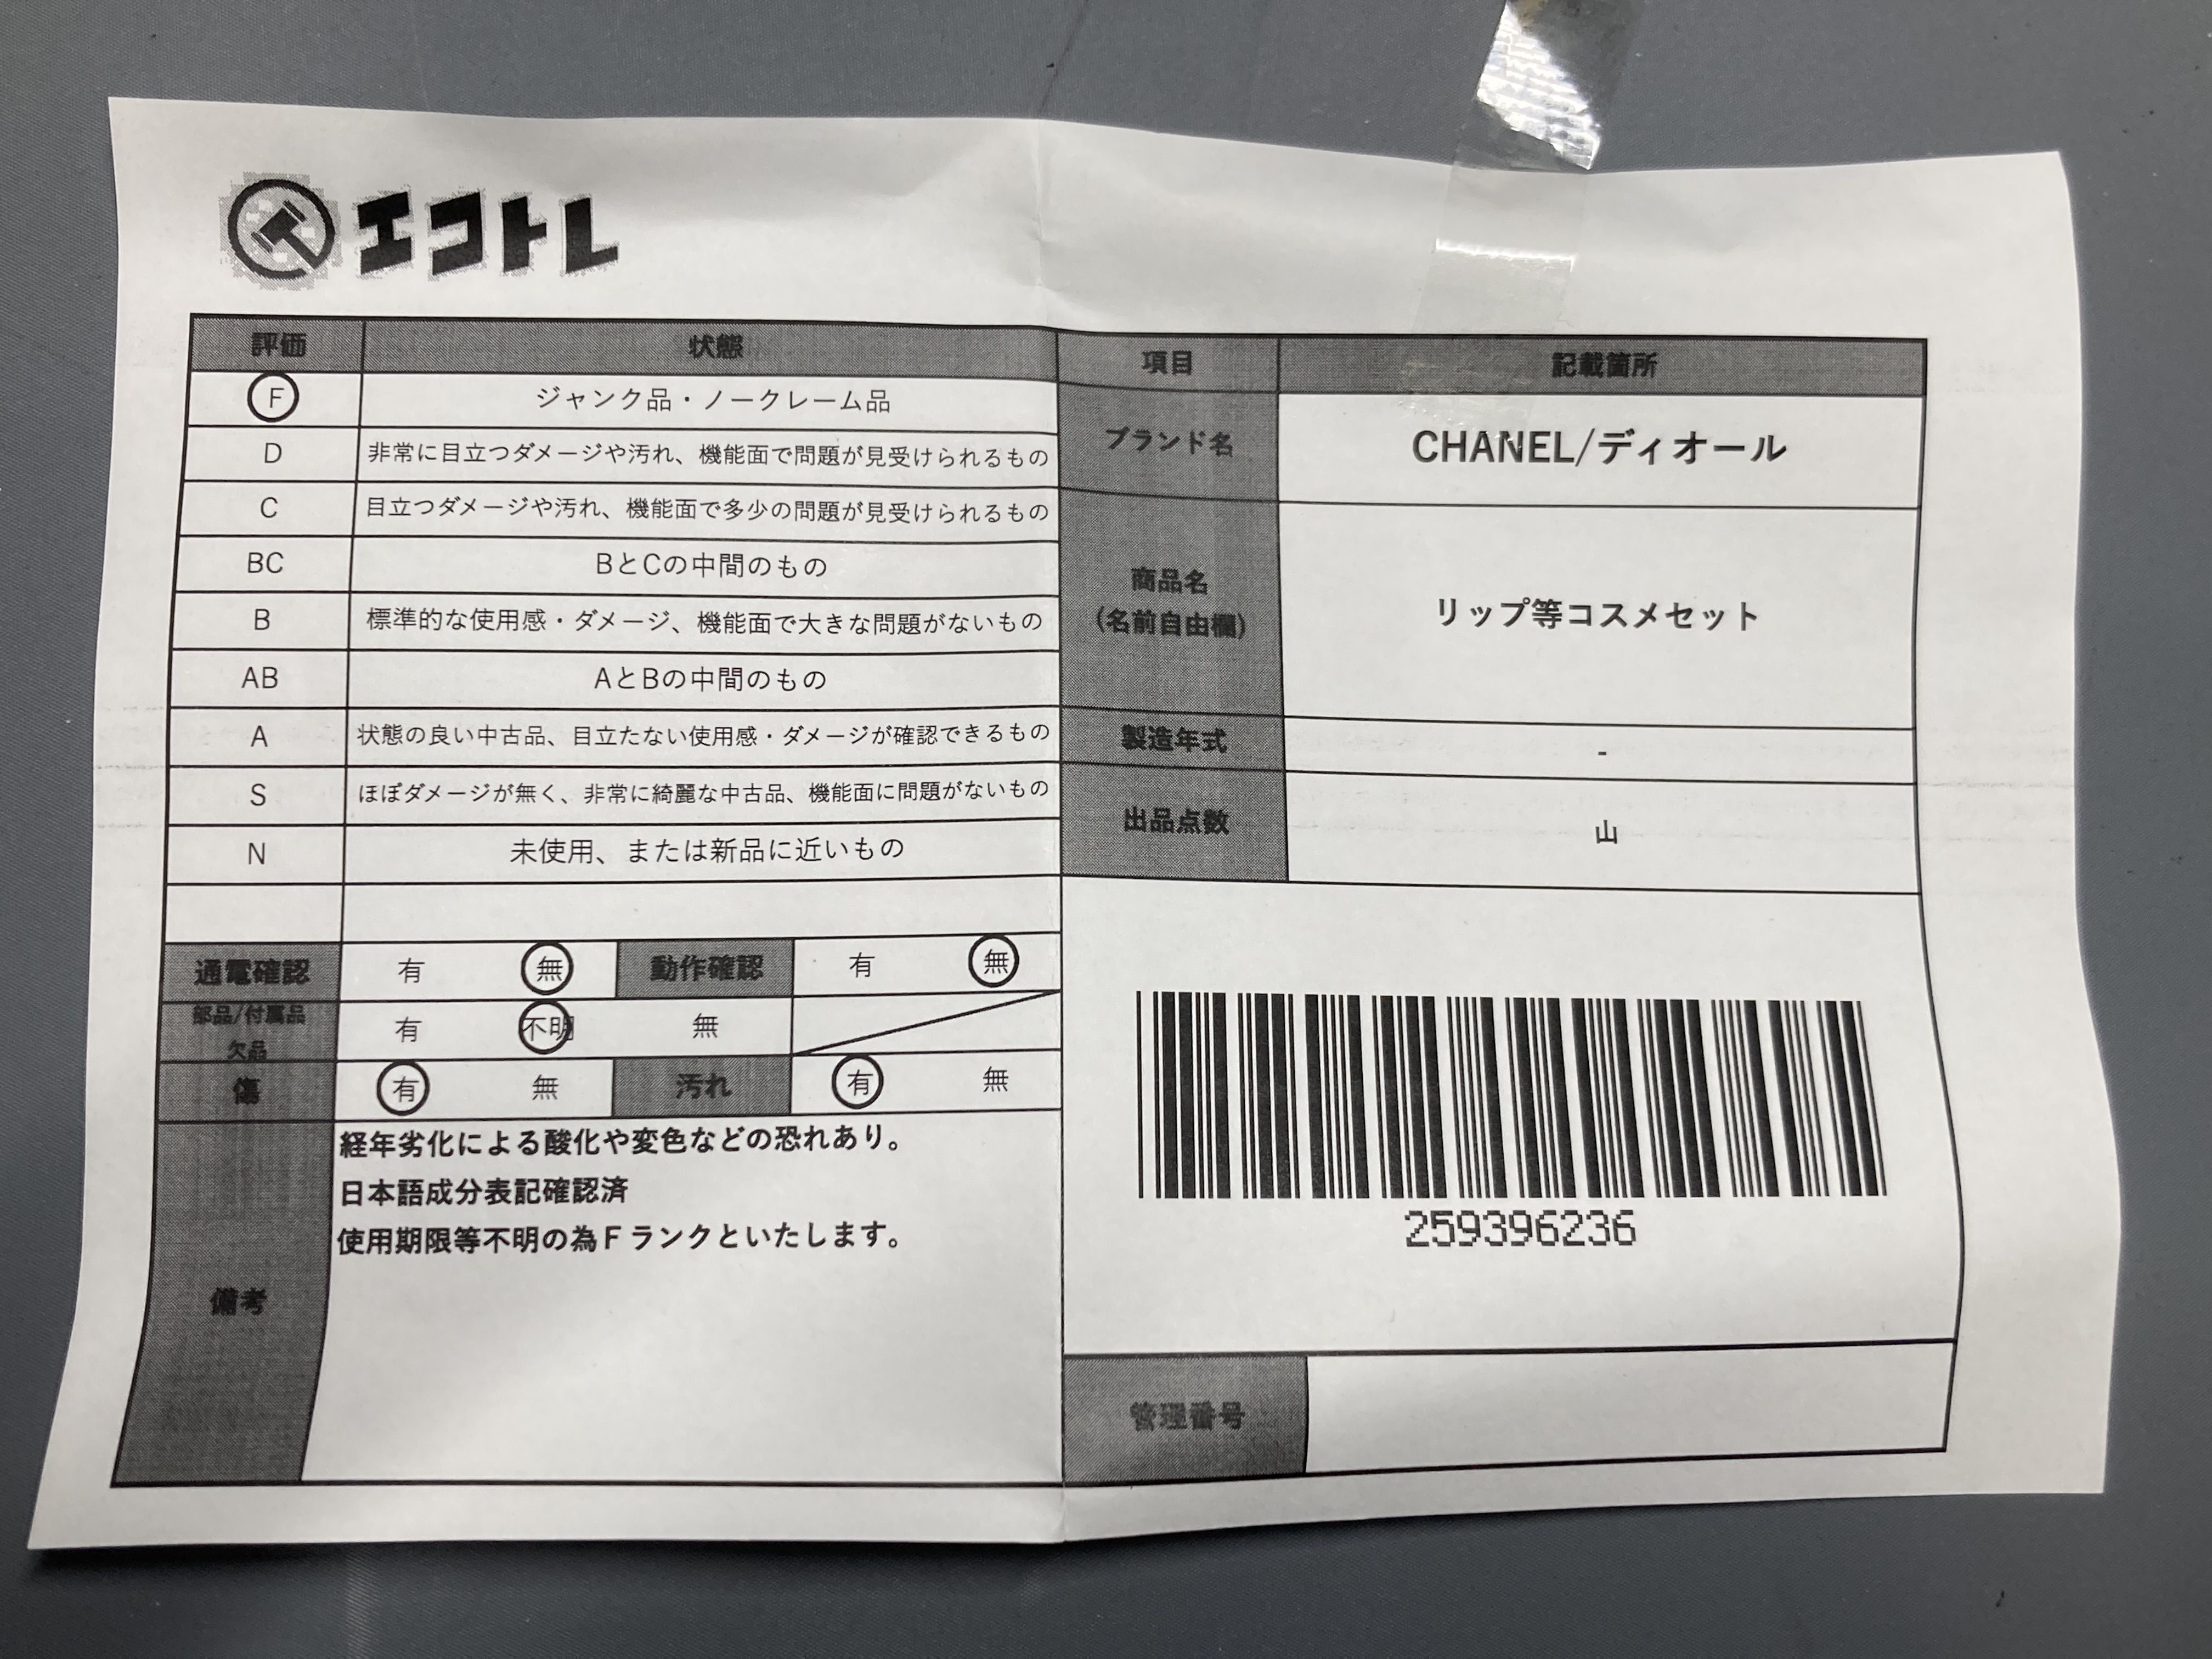 エコトレ
評価 状態
F ジャンク品・ノークレーム品
D 非常に目立つダメージや汚れ、機能面で問題が見受けられるもの
C 目立つダメージや汚れ、機能面で多少の問題が見受けられるもの
BC BとCの中間のもの
B 標準的な使用感・ダメージ、機能面で大きな問題がないもの
AB AとBの中間のもの
A 状態の良い中古品、目立たない使用感・ダメージが確認できるもの
S ほぼダメージが無く、非常に綺麗な中古品、機能面に問題がないもの
N 未使用、または新品に近いもの
通電確認 有 無 動作確認 有 無
部品/付属品
欠品 有 不明 無
傷 有 無 汚れ 有 無
備考
経年劣化による酸化や変色などの恐れあり。
日本語成分表記確認済
使用期限等不明の為Fランクといたします。
項目 記載箇所
ブランド名 CHANEL/ディオール
商品名
(名前自由欄) リップ等コスメセット
製造年式 -
出品点数 山
259396236
管理番号